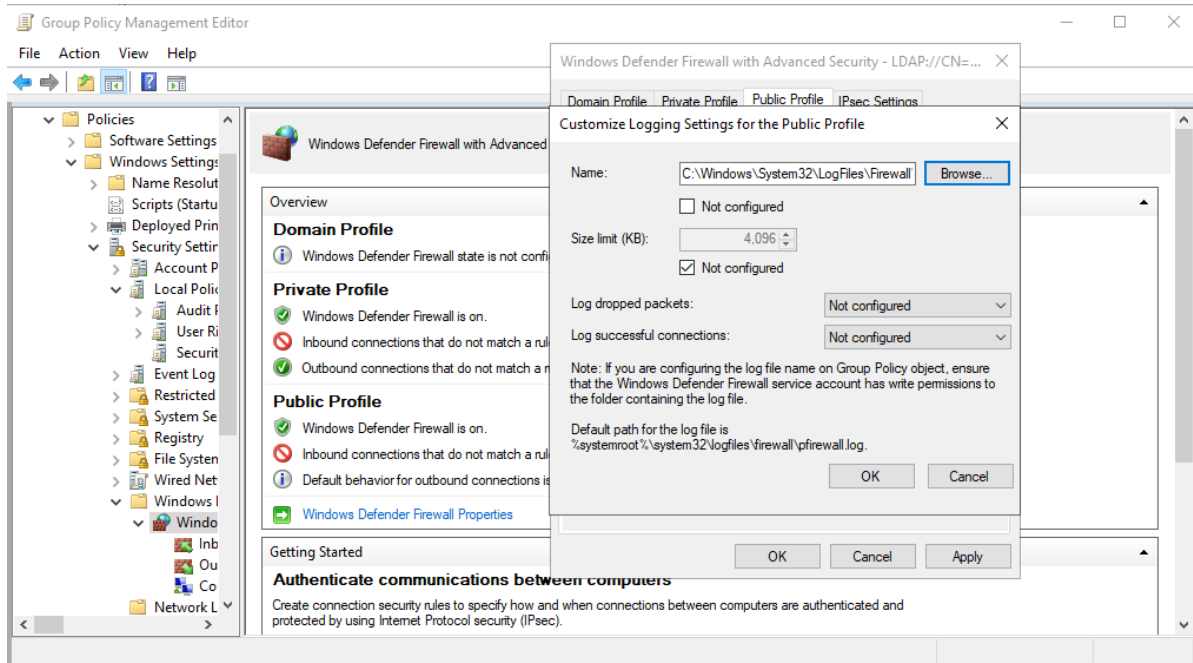 Group Policy Management Editor
File Action View Help
Policies
Software Settings
Windows Settings
Name Resolut
Scripts (Startu
Deployed Prin
Security Settir
Account P
Local Polic
Audit P
User Ri
Securit
Event Log
Restricted
System Se
Registry
File System
Wired Net
Windows
Windo
Inb
Ou
Co
Network L
Windows Defender Firewall with Advanced
Overview
Domain Profile
Windows Defender Firewall state is not confi
Private Profile
Windows Defender Firewall is on.
Inbound connections that do not match a rul
Outbound connections that do not match a r
Public Profile
Windows Defender Firewall is on.
Inbound connections that do not match a rul
Default behavior for outbound connections is
Windows Defender Firewall Properties
Getting Started
Authenticate communications between computers
Create connection security rules to specify how and when connections between computers are authenticated and
protected by using Internet Protocol security (IPsec).
Windows Defender Firewall with Advanced Security - LDAP://CN=...
Domain Profile Private Profile Public Profile IPsec Settings
Customize Logging Settings for the Public Profile
Name: C:\Windows\System32\LogFiles\Firewall Browse...
Not configured
Size limit (KB): 4,096
Not configured
Log dropped packets: Not configured
Log successful connections: Not configured
Note: If you are configuring the log file name on Group Policy object, ensure
that the Windows Defender Firewall service account has write permissions to
the folder containing the log file.
Default path for the log file is
%systemroot%\system32\logfiles\firewall\pfirewall.log.
OK Cancel
OK Cancel Apply